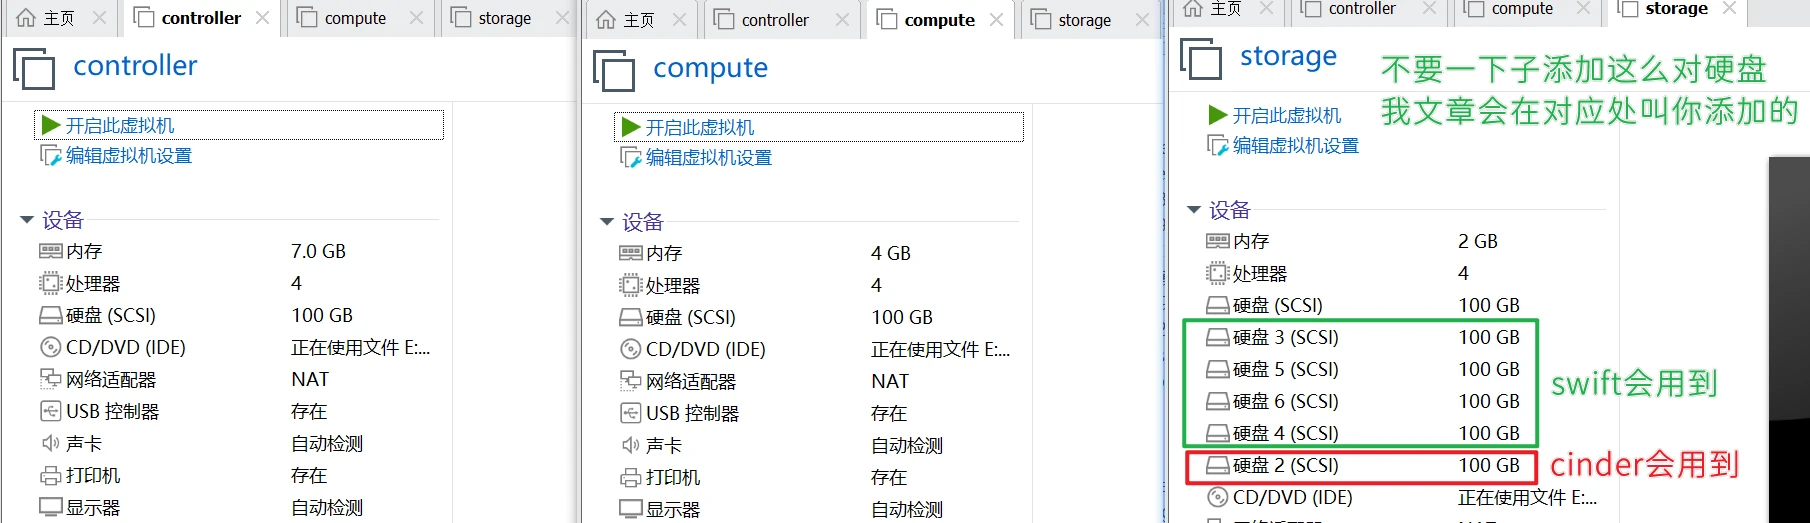 主页
controller
compute
storage
controller
开启此虚拟机
编辑虚拟机设置
设备
内存 7.0 GB
处理器 4
硬盘 (SCSI) 100 GB
CD/DVD (IDE) 正在使用文件 E:...
网络适配器 NAT
USB 控制器 存在
声卡 自动检测
打印机 存在
显示器 自动检测
主页
controller
compute
storage
compute
开启此虚拟机
编辑虚拟机设置
设备
内存 4 GB
处理器 4
硬盘 (SCSI) 100 GB
CD/DVD (IDE) 正在使用文件 E:...
网络适配器 NAT
USB 控制器 存在
声卡 自动检测
打印机 存在
显示器 自动检测
主页
controller
compute
storage
storage
不要一下子添加这么对硬盘
我文章会在对应处叫你添加的
开启此虚拟机
编辑虚拟机设置
设备
内存 2 GB
处理器 4
硬盘 (SCSI) 100 GB
硬盘 3 (SCSI) 100 GB
硬盘 5 (SCSI) 100 GB
硬盘 6 (SCSI) 100 GB
硬盘 4 (SCSI) 100 GB
swift会用到
硬盘 2 (SCSI) 100 GB
cinder会用到
CD/DVD (IDE) 正在使用文件 E:...